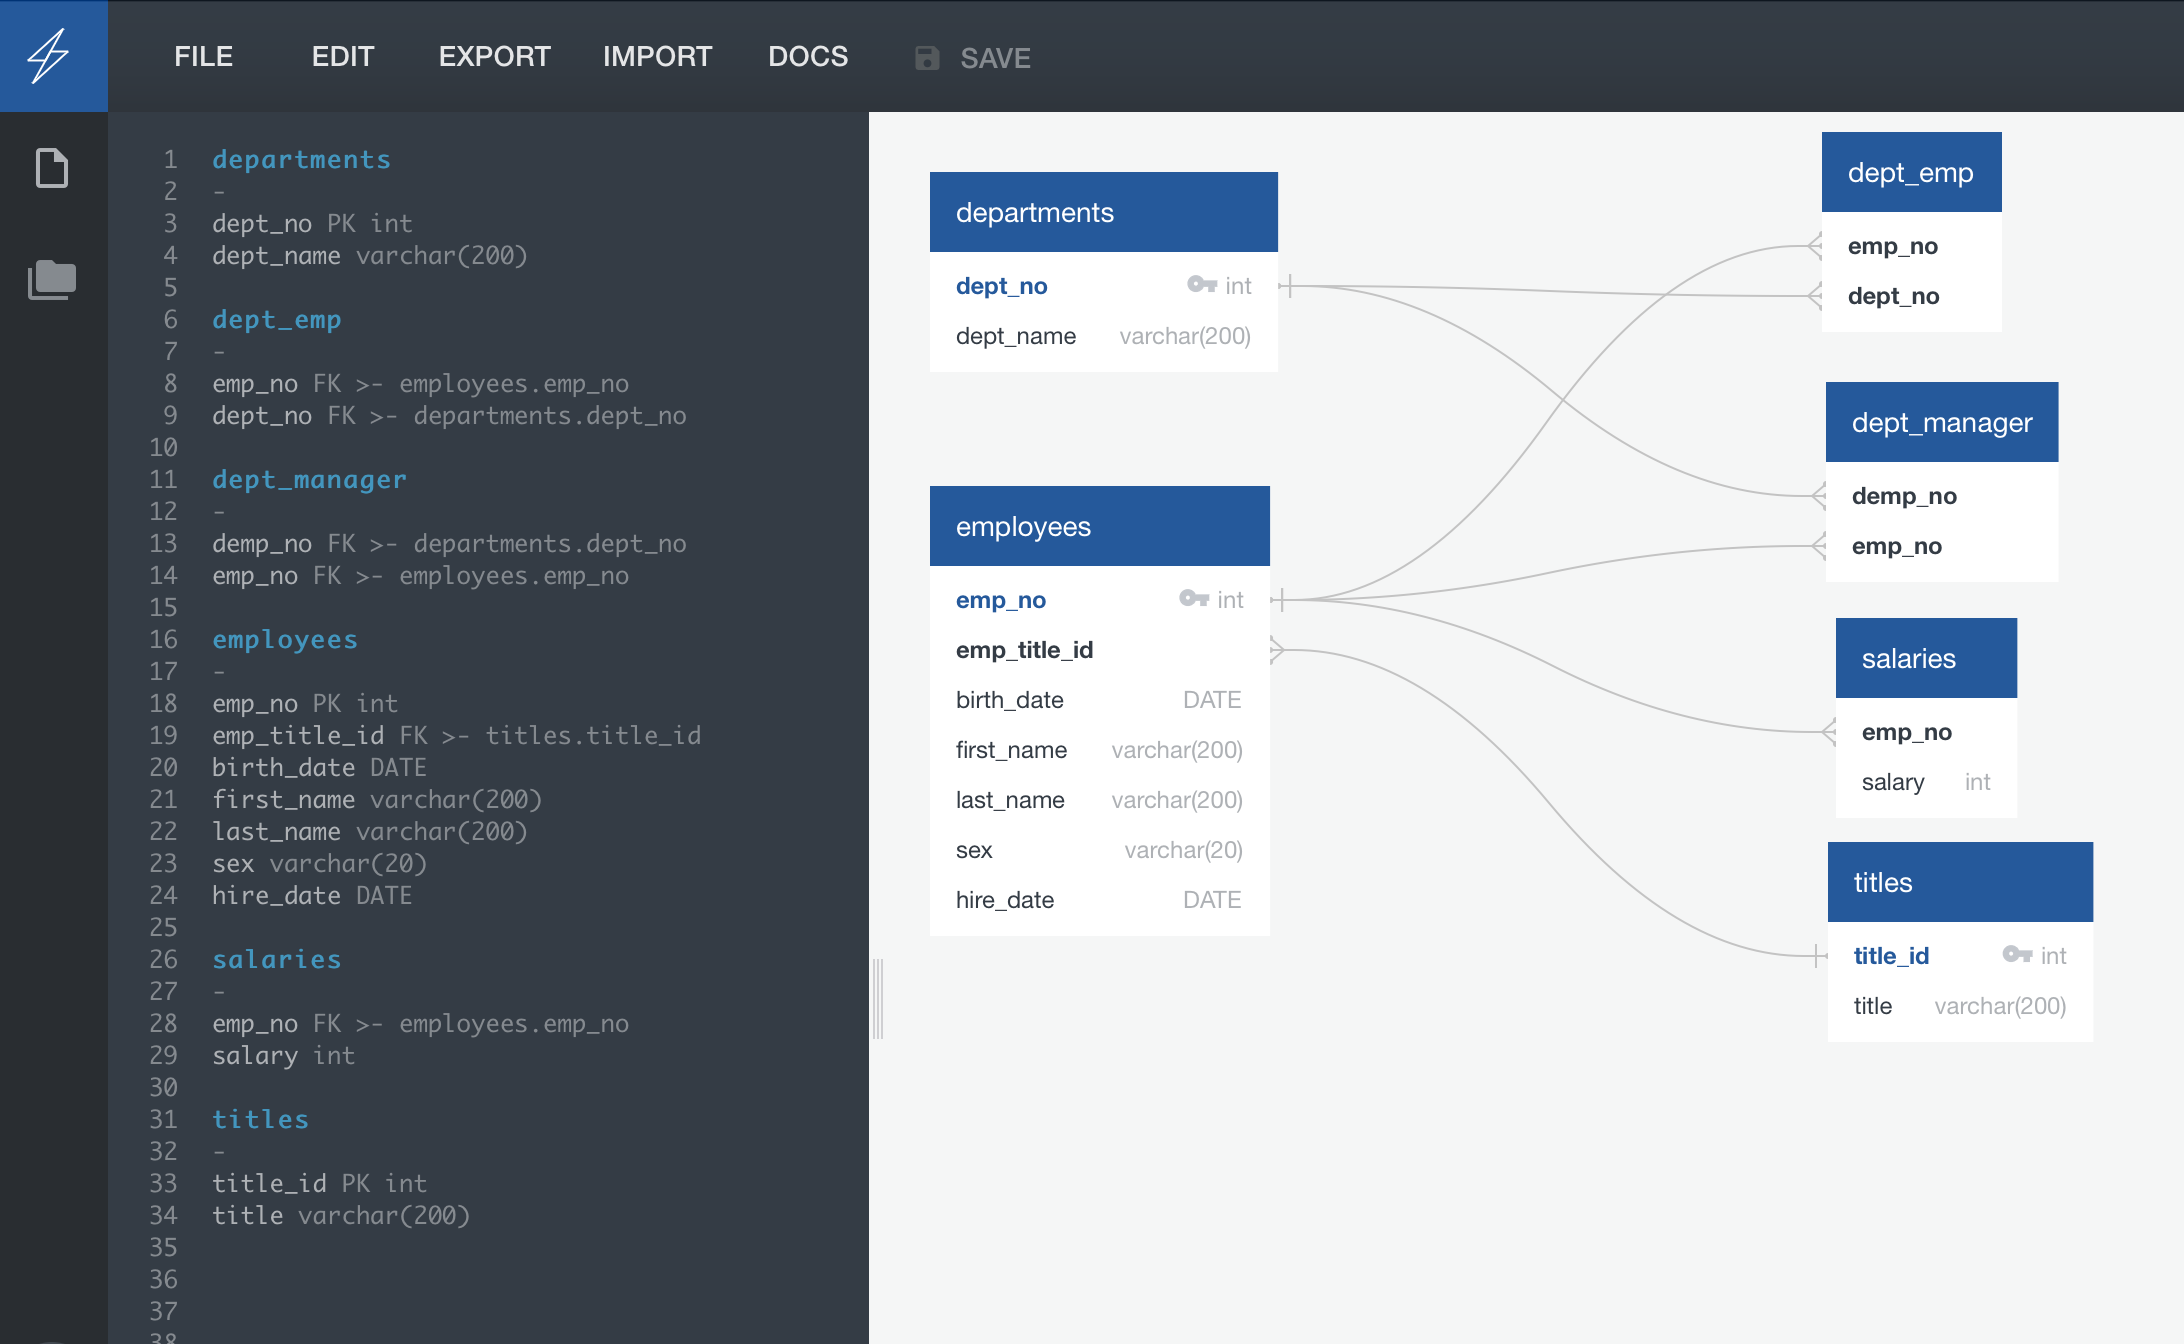 FILE EDIT EXPORT IMPORT DOCS SAVE
1 departments
2 -
3 dept_no PK int
4 dept_name varchar(200)
5
6 dept_emp
7 -
8 emp_no FK >- employees.emp_no
9 dept_no FK >- departments.dept_no
10
11 dept_manager
12 -
13 demp_no FK >- departments.dept_no
14 emp_no FK >- employees.emp_no
15
16 employees
17 -
18 emp_no PK int
19 emp_title_id FK >- titles.title_id
20 birth_date DATE
21 first_name varchar(200)
22 last_name varchar(200)
23 sex varchar(20)
24 hire_date DATE
25
26 salaries
27 -
28 emp_no FK >- employees.emp_no
29 salary int
30
31 titles
32 -
33 title_id PK int
34 title varchar(200)
35
36
37
38
departments
dept_no int
dept_name varchar(200)
employees
emp_no int
emp_title_id
birth_date DATE
first_name varchar(200)
last_name varchar(200)
sex varchar(20)
hire_date DATE
dept_emp
emp_no
dept_no
dept_manager
demp_no
emp_no
salaries
emp_no
salary int
titles
title_id int
title varchar(200)